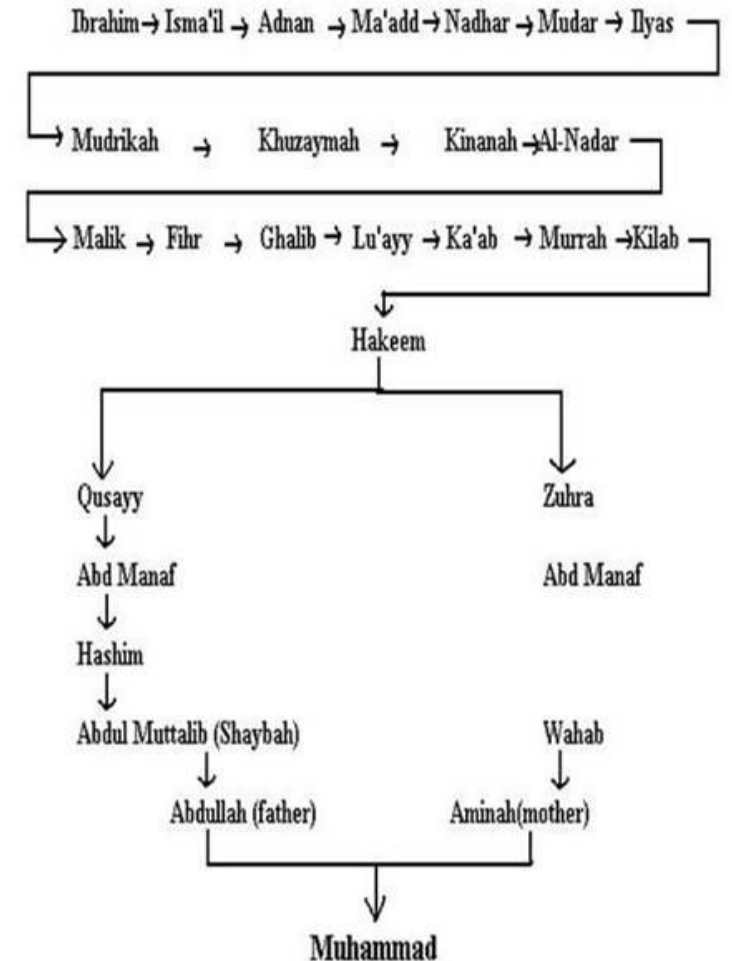 Ibrahim → Isma'il → Adnan → Ma'add → Nadhar → Mudar → Ilyas
Mudrikah → Khuzaymah → Kinanah → Al-Nadar
Malik → Fihr → Ghalib → Lu'ayy → Ka'ab → Murrah → Kilab
Hakeem
Qusayy Zuhra
Abd Manaf Abd Manaf
Hashim
Abdul Muttalib (Shaybah) Wahab
Abdullah (father) Aminah(mother)
Muhammad